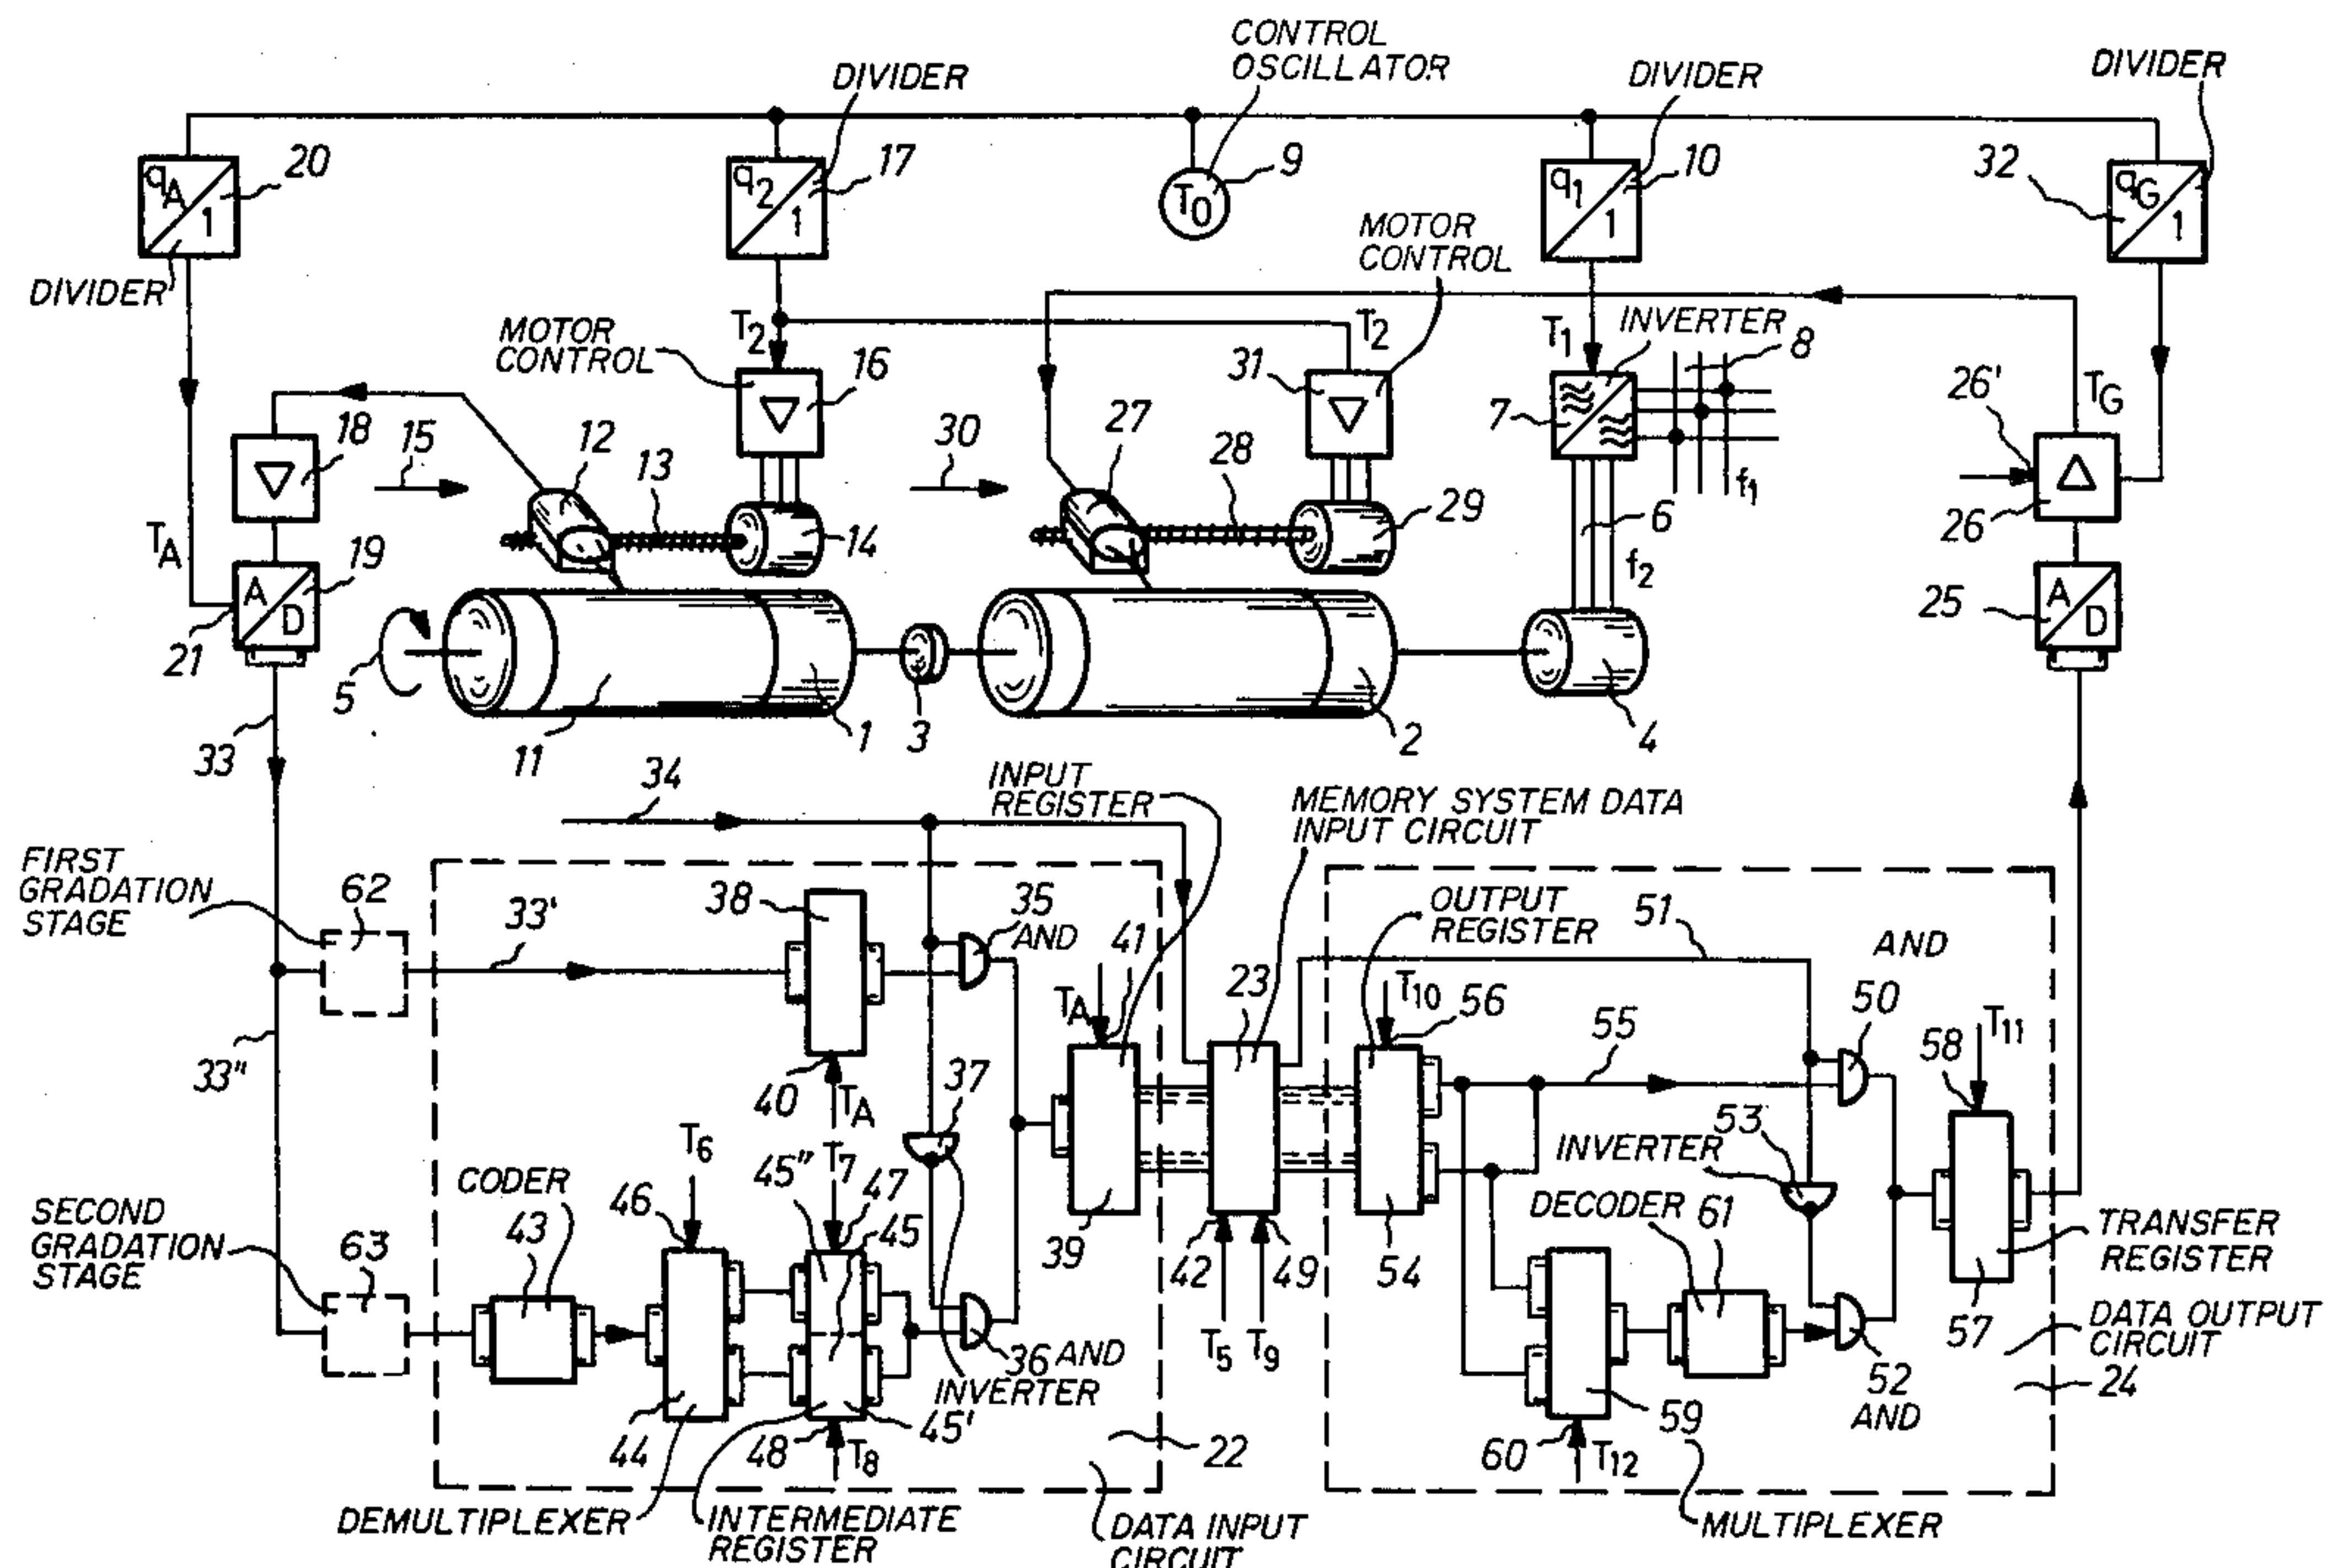 CONTROL
OSCILLATOR
DIVIDER
DIVIDER
DIVIDER
qA 1
20
q2 1
17
T0
9
q1 1
10
32
qG 1
DIVIDER
MOTOR
CONTROL
MOTOR
CONTROL
T2
T2
T1
INVERTER
8
16
31
7
f1
26'
TG
18
15
12
13
14
30
27
28
29
6
f2
26
TA
A D
19
21
25
A D
5
11
1
3
2
4
33
34
INPUT
REGISTER
MEMORY SYSTEM DATA
INPUT CIRCUIT
FIRST
GRADATION
STAGE
62
33'
38
35
AND
41
TA
23
OUTPUT
REGISTER
51
AND
T10
56
55
50
58
T11
33"
40
TA
37
T6
45"
T7
47
45
53
INVERTER
CODER
43
46
DECODER
61
SECOND
GRADATION
STAGE
63
39
42
49
54
TRANSFER
REGISTER
57
T5
T9
36 AND
INVERTER
DATA OUTPUT
CIRCUIT
52
AND
24
44
48
T8
45'
22
60
T12
59
DEMULTIPLEXER
INTERMEDIATE
REGISTER
DATA INPUT
CIRCUIT
MULTIPLEXER